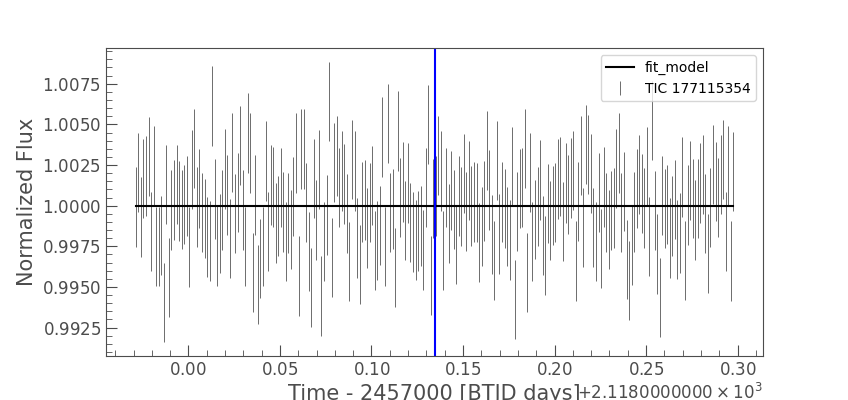 fit_model
TIC 177115354
Normalized Flux
1.0075
1.0050
1.0025
1.0000
0.9975
0.9950
0.9925
0.00 0.05 0.10 0.15 0.20 0.25 0.30
Time - 2457000 [BTJD days]
+2.1180000000 × 10³